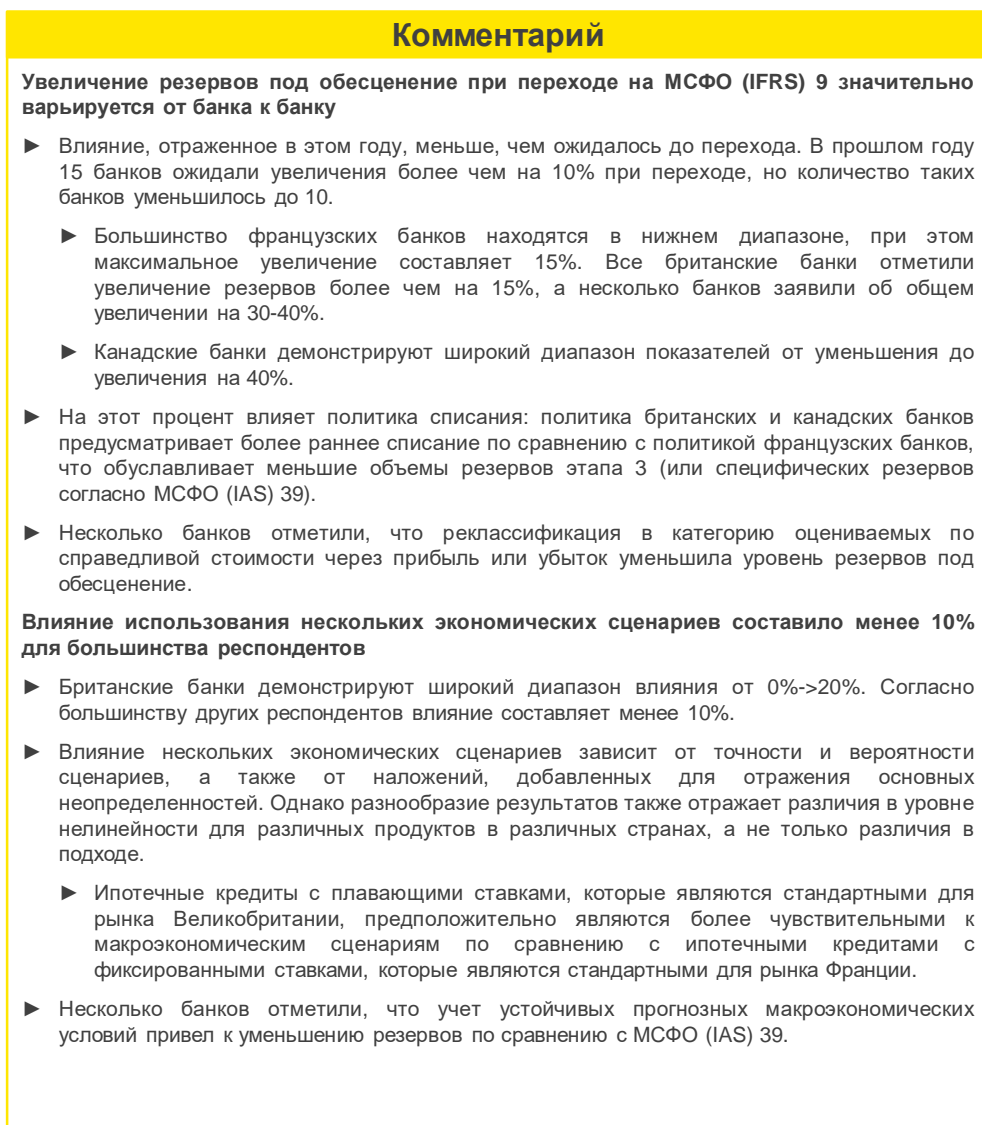 Комментарий
Увеличение резервов под обесценение при переходе на МСФО (IFRS) 9 значительно
варьируется от банка к банку
► Влияние, отраженное в этом году, меньше, чем ожидалось до перехода. В прошлом году
15 банков ожидали увеличения более чем на 10% при переходе, но количество таких
банков уменьшилось до 10.
► Большинство французских банков находятся в нижнем диапазоне, при этом
максимальное увеличение составляет 15%. Все британские банки отметили
увеличение резервов более чем на 15%, а несколько банков заявили об общем
увеличении на 30-40%.
► Канадские банки демонстрируют широкий диапазон показателей от уменьшения до
увеличения на 40%.
► На этот процент влияет политика списания: политика британских и канадских банков
предусматривает более раннее списание по сравнению с политикой французских банков,
что обуславливает меньшие объемы резервов этапа 3 (или специфических резервов
согласно МСФО (IAS) 39).
► Несколько банков отметили, что реклассификация в категорию оцениваемых по
справедливой стоимости через прибыль или убыток уменьшила уровень резервов под
обесценение.
Влияние использования нескольких экономических сценариев составило менее 10%
для большинства респондентов
► Британские банки демонстрируют широкий диапазон влияния от 0%->20%. Согласно
большинству других респондентов влияние составляет менее 10%.
► Влияние нескольких экономических сценариев зависит от точности и вероятности
сценариев, а также от наложений, добавленных для отражения основных
неопределенностей. Однако разнообразие результатов также отражает различия в уровне
нелинейности для различных продуктов в различных странах, а не только различия в
подходе.
► Ипотечные кредиты с плавающими ставками, которые являются стандартными для
рынка Великобритании, предположительно являются более чувствительными к
макроэкономическим сценариям по сравнению с ипотечными кредитами с
фиксированными ставками, которые являются стандартными для рынка Франции.
► Несколько банков отметили, что учет устойчивых прогнозных макроэкономических
условий привел к уменьшению резервов по сравнению с МСФО (IAS) 39.